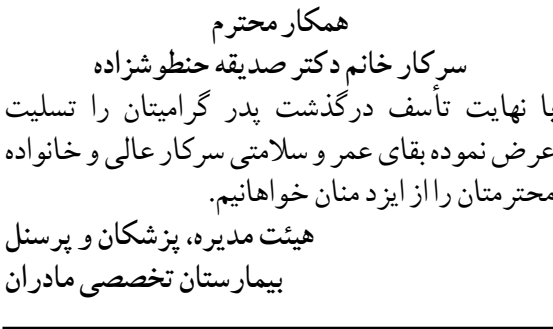 همکار محترم
سرکار خانم دکتر صدیقه حنطوشزاده
با نهایت تأسف درگذشت پدر گرامیتان را تسلیت
عرض نموده بقای عمر و سلامتی سرکار عالی و خانواده
محترمتان را از ایزد منان خواهانیم.
هیئت مدیره، پزشکان و پرسنل
بیمارستان تخصصی مادران